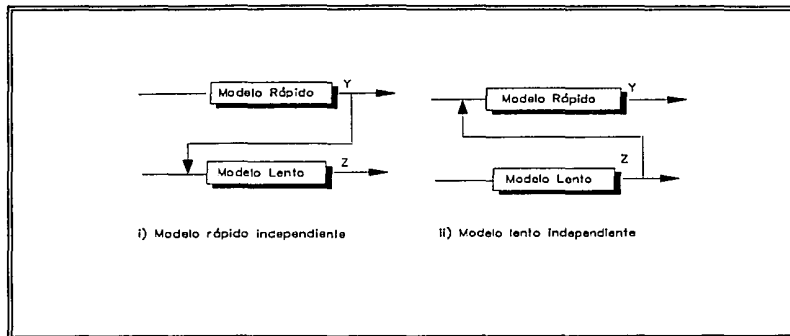 Y
Modelo Rápido
Z
Modelo Lento
i) Modelo rápido independiente
Y
Modelo Rápido
Z
Modelo Lento
ii) Modelo lento independiente